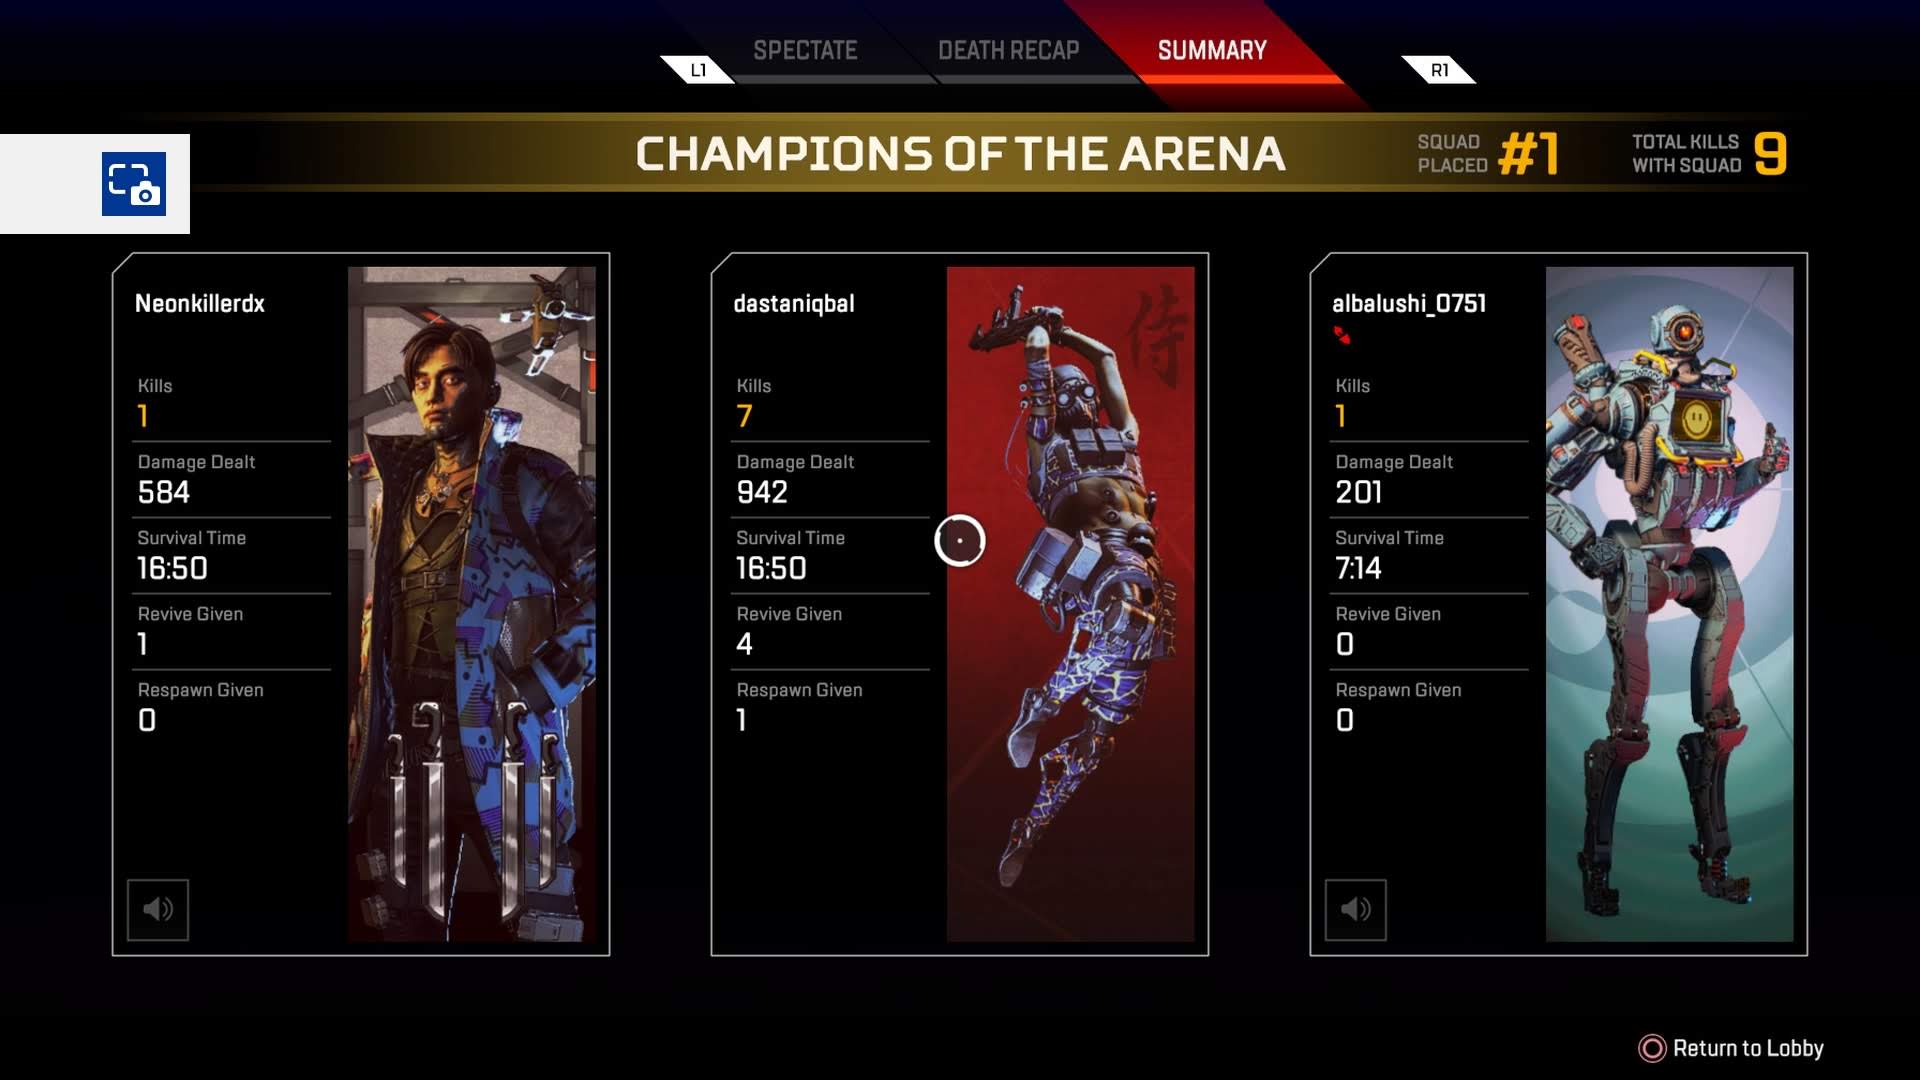 L1
SPECTATE
DEATH RECAP
SUMMARY
R1
CHAMPIONS OF THE ARENA
SQUAD PLACED #1
TOTAL KILLS WITH SQUAD 9
Neonkillerdx
Kills
1
Damage Dealt
584
Survival Time
16:50
Revive Given
1
Respawn Given
0
dastaniqbal
Kills
7
Damage Dealt
942
Survival Time
16:50
Revive Given
4
Respawn Given
1
侍
albalushi_0751
Kills
1
Damage Dealt
201
Survival Time
7:14
Revive Given
0
Respawn Given
0
Return to Lobby